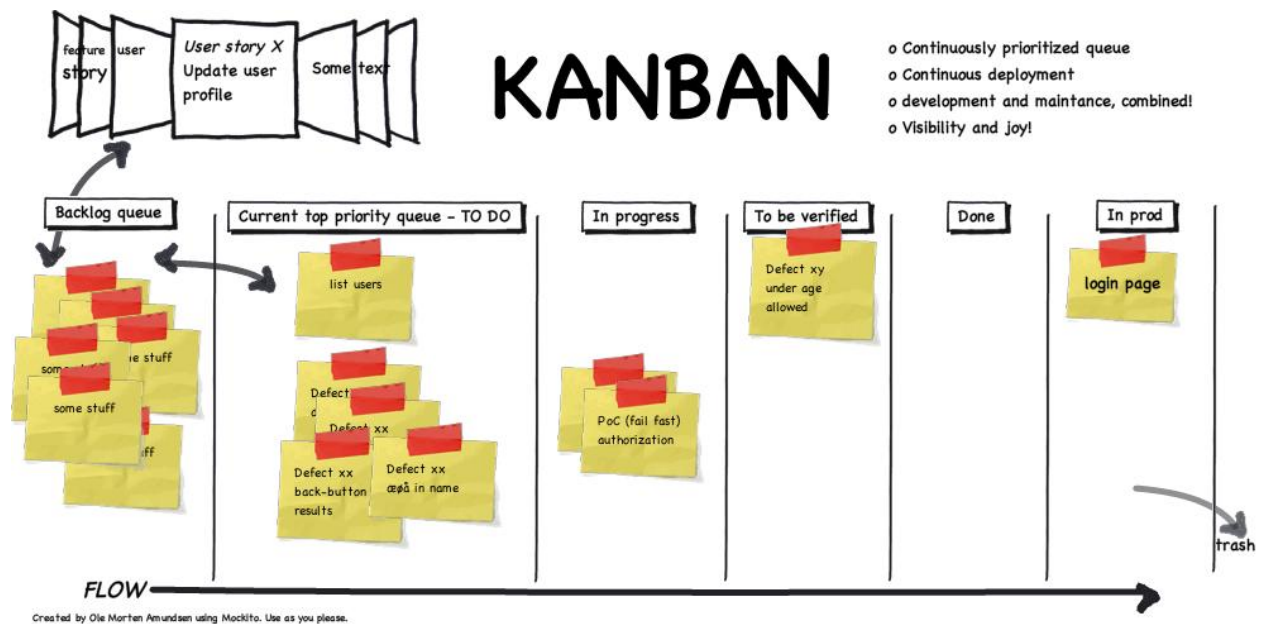 feature user
story
User story X
Update user
profile
Some text
KANBAN
o Continuously prioritized queue
o Continuous deployment
o development and maintance, combined!
o Visibility and joy!
Backlog queue
Current top priority queue - TO DO
In progress
To be verified
Done
In prod
some stuff
list users
Defect
Defect xx
Defect xx
back-button
results
Defect xx
æøå in name
PoC (fail fast)
authorization
Defect xy
under age
allowed
login page
trash
FLOW
Created by Ole Morten Amundsen using Mockito. Use as you please.